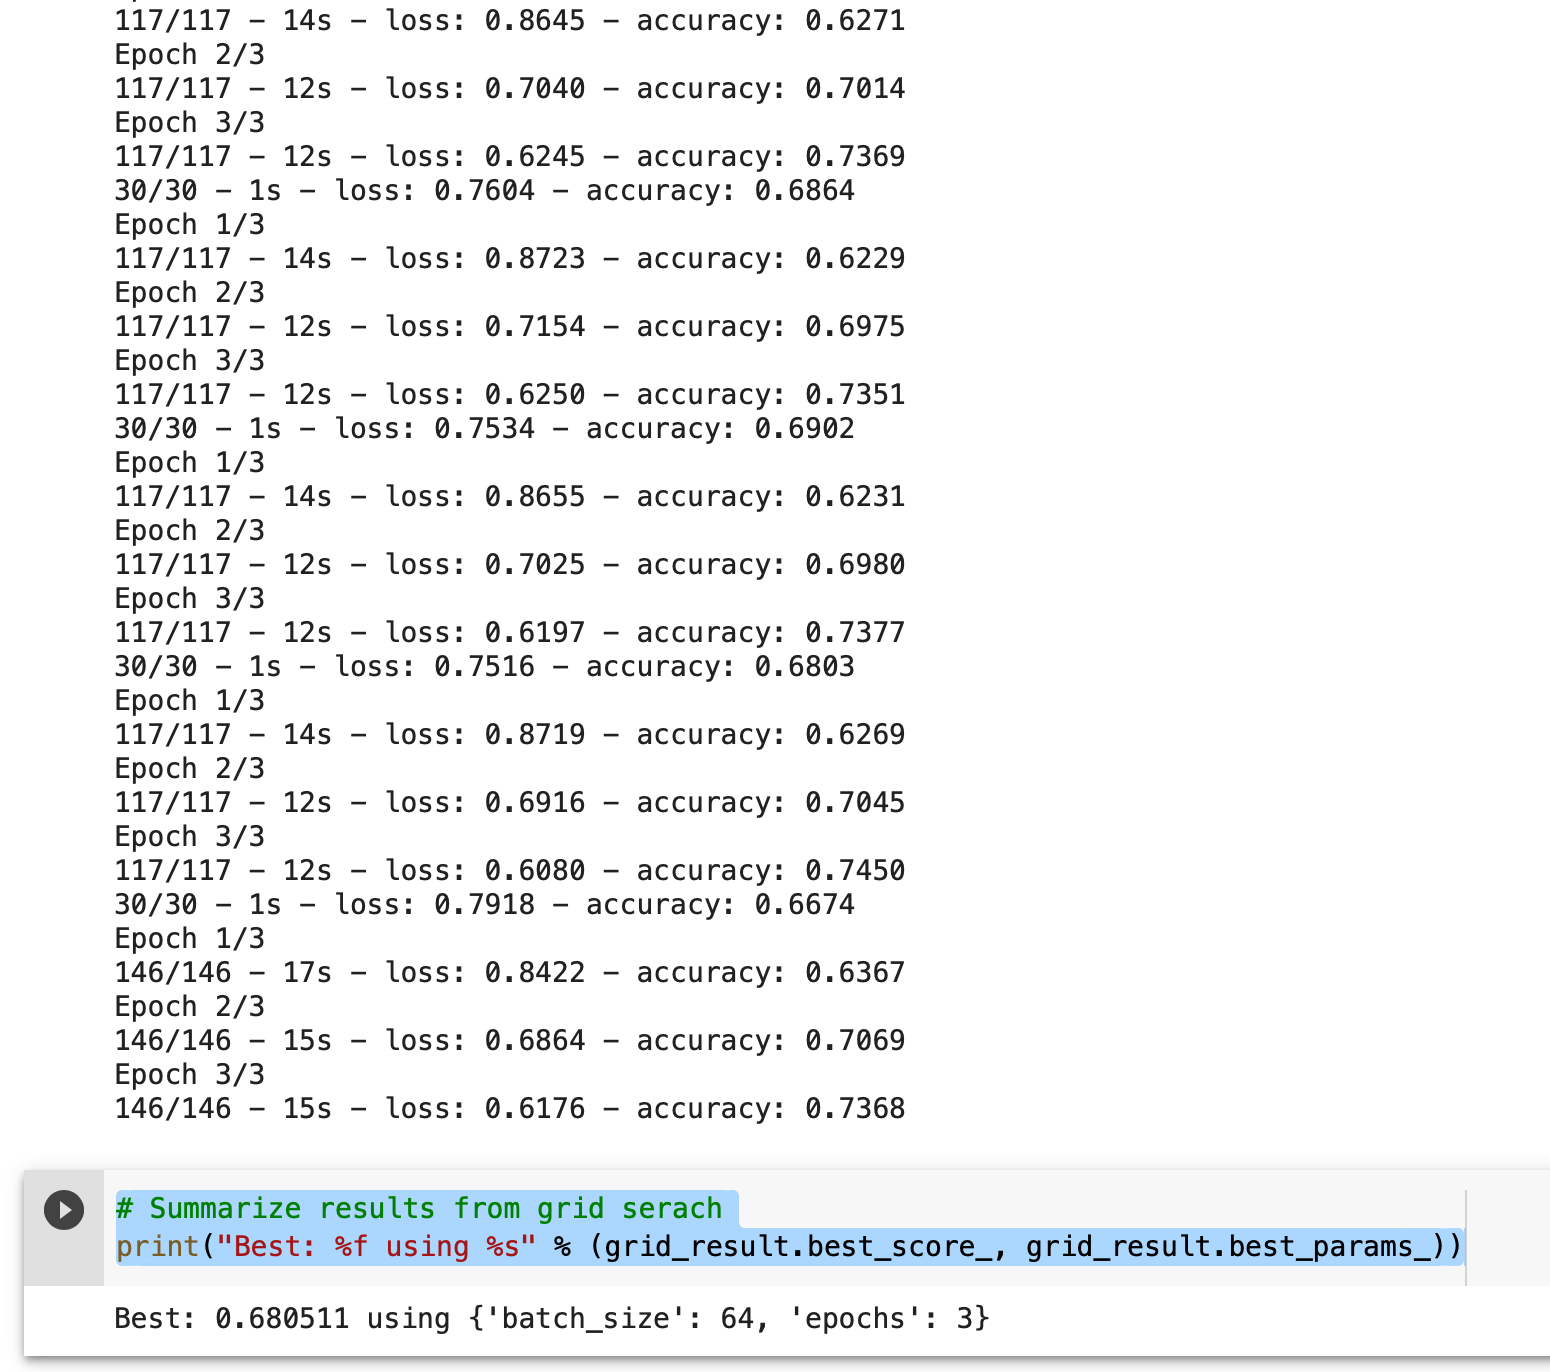 117/117 - 14s - loss: 0.8645 - accuracy: 0.6271
Epoch 2/3
117/117 - 12s - loss: 0.7040 - accuracy: 0.7014
Epoch 3/3
117/117 - 12s - loss: 0.6245 - accuracy: 0.7369
30/30 - 1s - loss: 0.7604 - accuracy: 0.6864
Epoch 1/3
117/117 - 14s - loss: 0.8723 - accuracy: 0.6229
Epoch 2/3
117/117 - 12s - loss: 0.7154 - accuracy: 0.6975
Epoch 3/3
117/117 - 12s - loss: 0.6250 - accuracy: 0.7351
30/30 - 1s - loss: 0.7534 - accuracy: 0.6902
Epoch 1/3
117/117 - 14s - loss: 0.8655 - accuracy: 0.6231
Epoch 2/3
117/117 - 12s - loss: 0.7025 - accuracy: 0.6980
Epoch 3/3
117/117 - 12s - loss: 0.6197 - accuracy: 0.7377
30/30 - 1s - loss: 0.7516 - accuracy: 0.6803
Epoch 1/3
117/117 - 14s - loss: 0.8719 - accuracy: 0.6269
Epoch 2/3
117/117 - 12s - loss: 0.6916 - accuracy: 0.7045
Epoch 3/3
117/117 - 12s - loss: 0.6080 - accuracy: 0.7450
30/30 - 1s - loss: 0.7918 - accuracy: 0.6674
Epoch 1/3
146/146 - 17s - loss: 0.8422 - accuracy: 0.6367
Epoch 2/3
146/146 - 15s - loss: 0.6864 - accuracy: 0.7069
Epoch 3/3
146/146 - 15s - loss: 0.6176 - accuracy: 0.7368
# Summarize results from grid serach
print("Best: %f using %s" % (grid_result.best_score_, grid_result.best_params_))
Best: 0.680511 using {'batch_size': 64, 'epochs': 3}